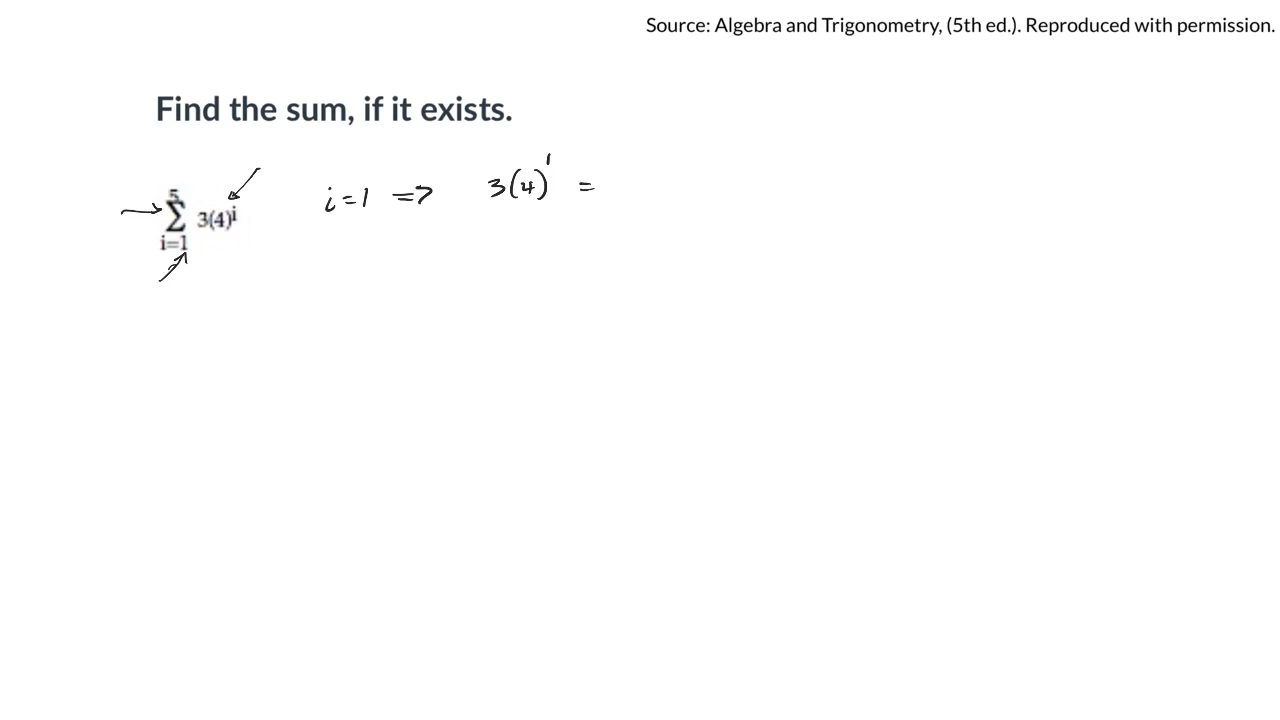 Source: Algebra and Trigonometry, (5th ed.). Reproduced with permission.
Find the sum, if it exists.
5
Σ 3(4)^i i=1 => 3(4)^1 =
i=1